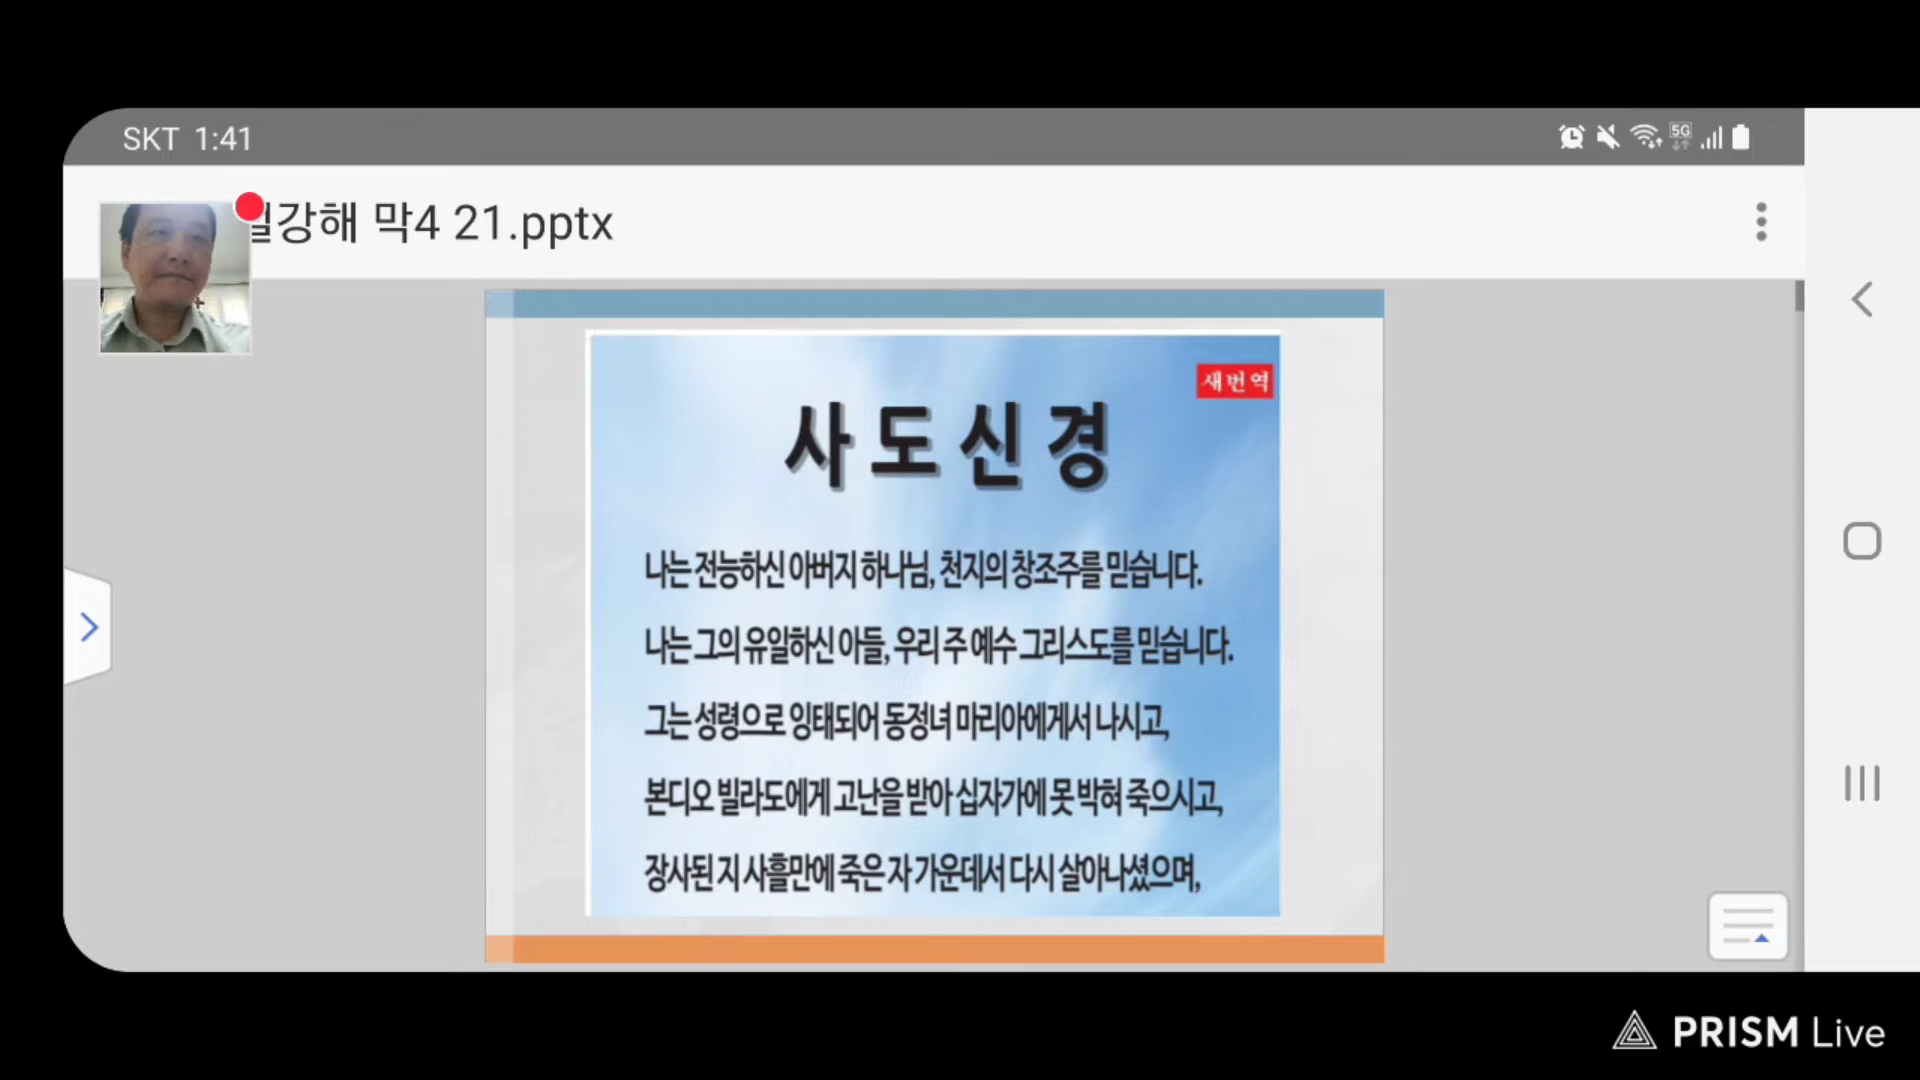 SKT 1:41
5G
강해 막4 21.pptx
새번역
사도신경
나는 전능하신 아버지 하나님, 천지의 창조주를 믿습니다.
나는 그의 유일하신 아들, 우리 주 예수 그리스도를 믿습니다.
그는 성령으로 잉태되어 동정녀 마리아에게서 나시고,
본디오 빌라도에게 고난을 받아 십자가에 못 박혀 죽으시고,
장사된 지 사흘만에 죽은 자 가운데서 다시 살아나셨으며,
PRISM Live